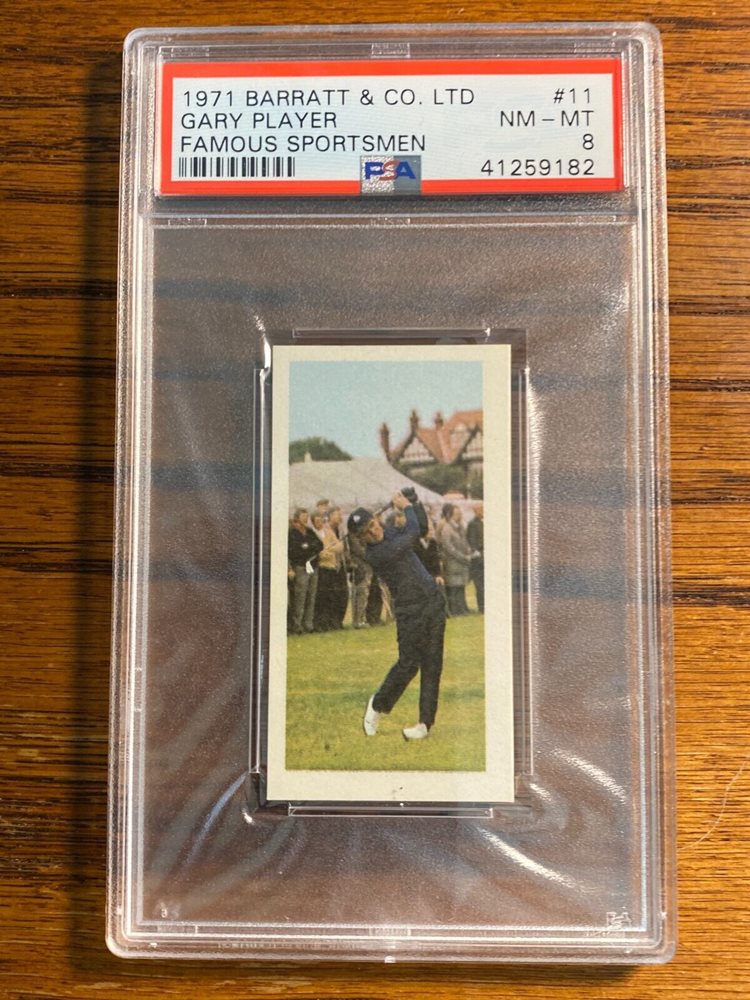 1971 BARRATT & CO. LTD #11
GARY PLAYER NM – MT
FAMOUS SPORTSMEN 8
PSA 41259182